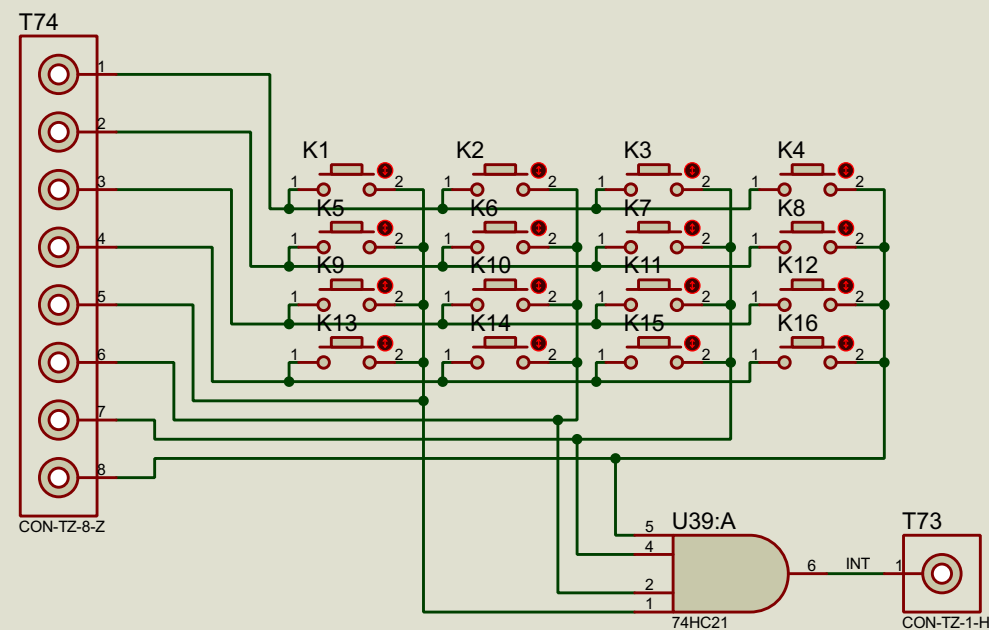 T74
1
2
3
4
5
6
7
8
CON-TZ-8-Z
K1 K2 K3 K4
1 2 1 2 1 2 1 2
K5 K6 K7 K8
1 2 1 2 1 2 1 2
K9 K10 K11 K12
1 2 1 2 1 2 1 2
K13 K14 K15 K16
1 2 1 2 1 2 1 2
U39:A
5
4
2
1
6
74HC21
INT
T73
1
CON-TZ-1-H